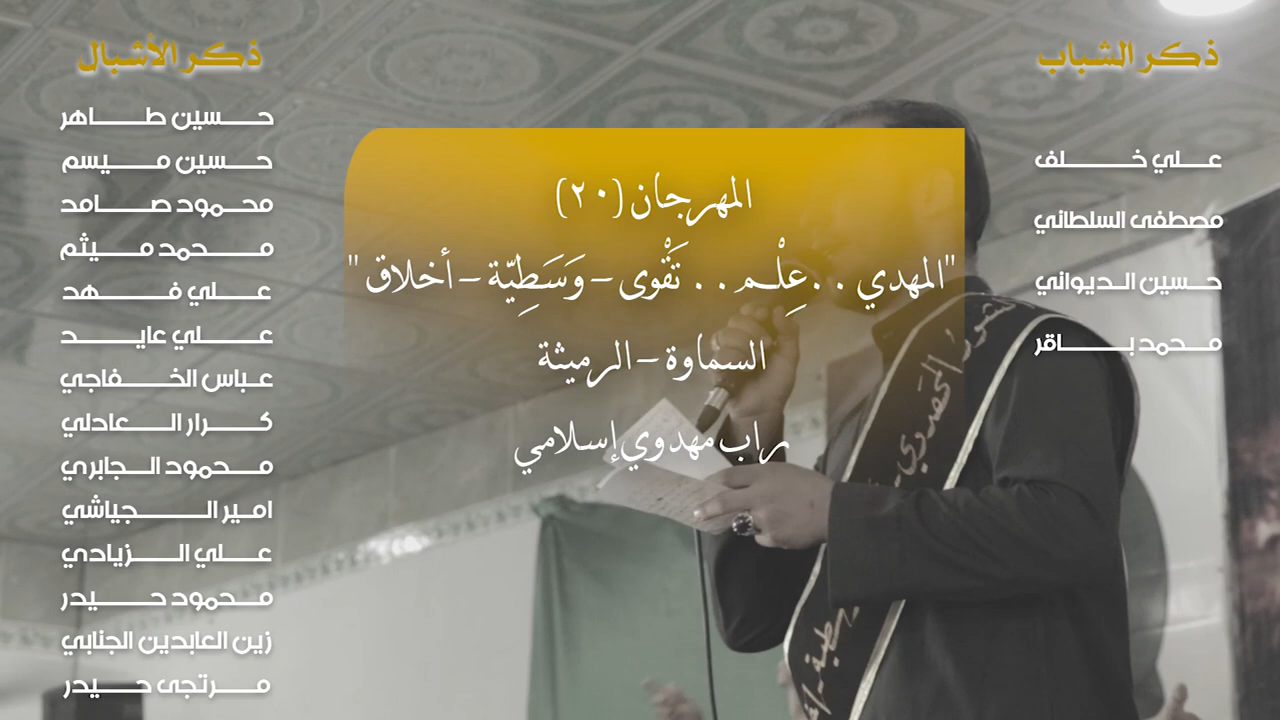 ذكر الشباب
علي خلف
مصطفى السلطاني
حسين الديواني
محمد باقر
المهرجان (٢٠)
"المهدي . . عِلْم . . تَقْوى - وَسَطِيّة - أخلاق"
السماوة - الرميثة
راب مهدوي إسلامي
ذكر الأشبال
حسين طاهر
حسين ميسم
محمود صامد
محمد ميثم
علي فهد
علي عايد
عباس الخفاجي
كرار العادلي
محمود الجابري
امير الجياشي
علي الزيادي
محمود حيدر
زين العابدين الجنابي
مرتجى حيدر